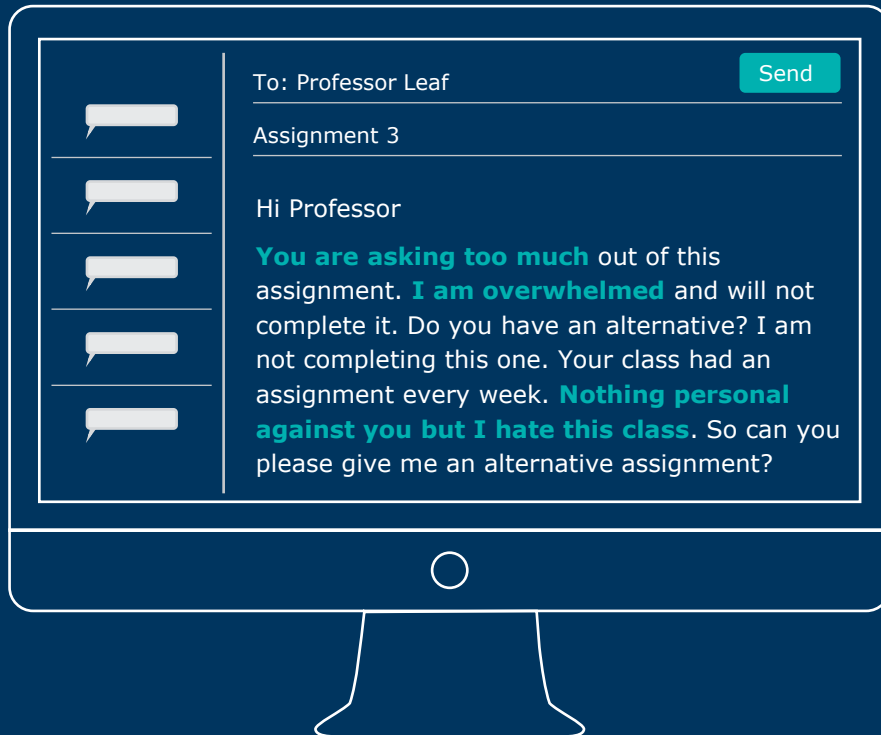 To: Professor Leaf
Send
Assignment 3
Hi Professor
You are asking too much out of this
assignment. I am overwhelmed and will not
complete it. Do you have an alternative? I am
not completing this one. Your class had an
assignment every week. Nothing personal
against you but I hate this class. So can you
please give me an alternative assignment?